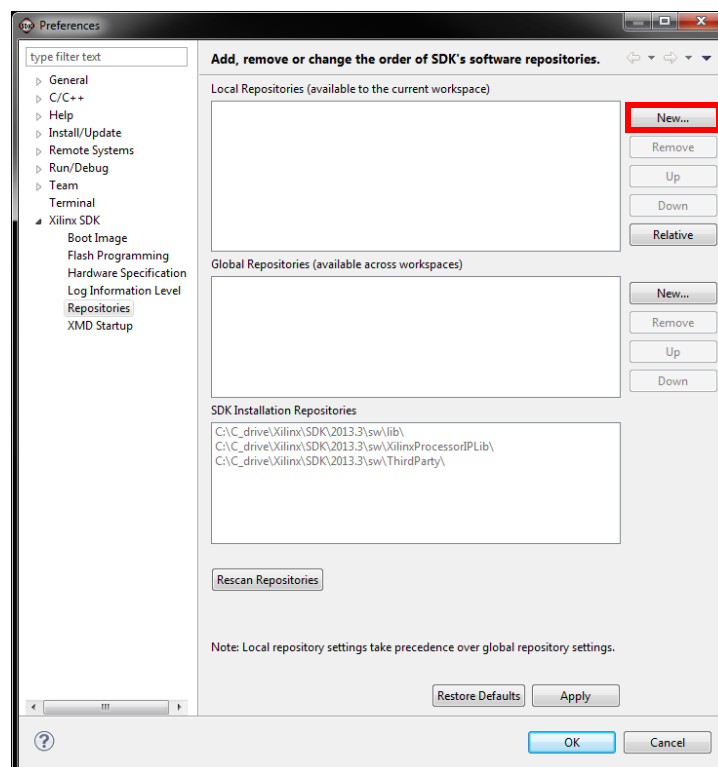 Preferences
type filter text
General
C/C++
Help
Install/Update
Remote Systems
Run/Debug
Team
Terminal
Xilinx SDK
Boot Image
Flash Programming
Hardware Specification
Log Information Level
Repositories
XMD Startup
Add, remove or change the order of SDK's software repositories.
Local Repositories (available to the current workspace)
New...
Remove
Up
Down
Relative
Global Repositories (available across workspaces)
New...
Remove
Up
Down
SDK Installation Repositories
C:\C_drive\Xilinx\SDK\2013.3\sw\lib\
C:\C_drive\Xilinx\SDK\2013.3\sw\XilinxProcessorIPLib\
C:\C_drive\Xilinx\SDK\2013.3\sw\ThirdParty\
Rescan Repositories
Note: Local repository settings take precedence over global repository settings.
Restore Defaults
Apply
OK
Cancel